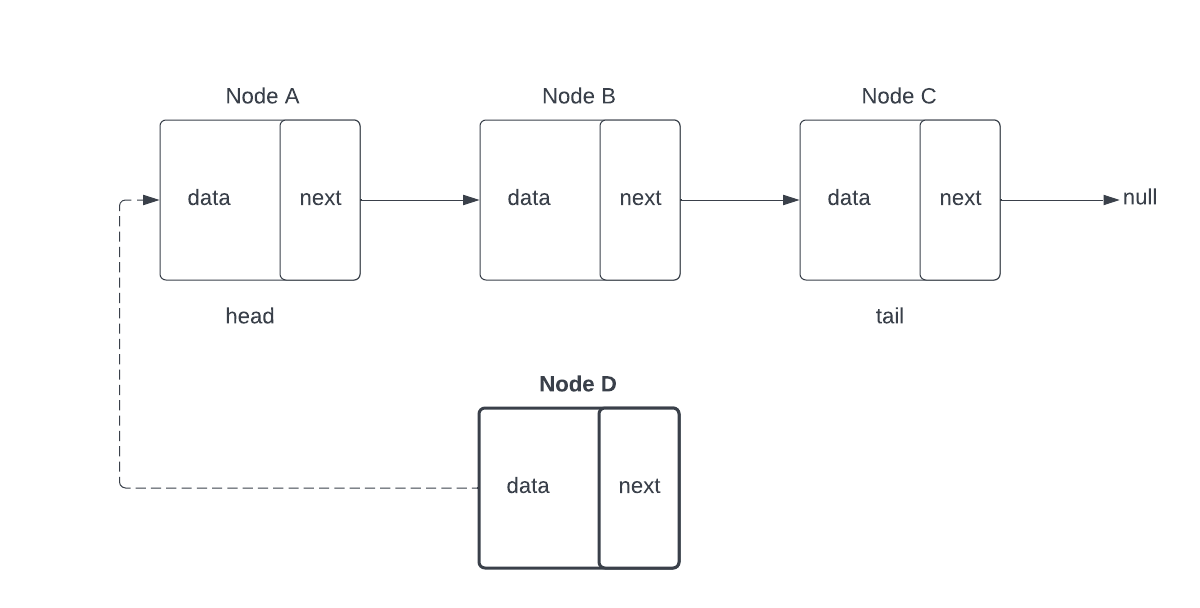 Node A
Node B
Node C
data
next
data
next
data
next
null
head
tail
Node D
data
next